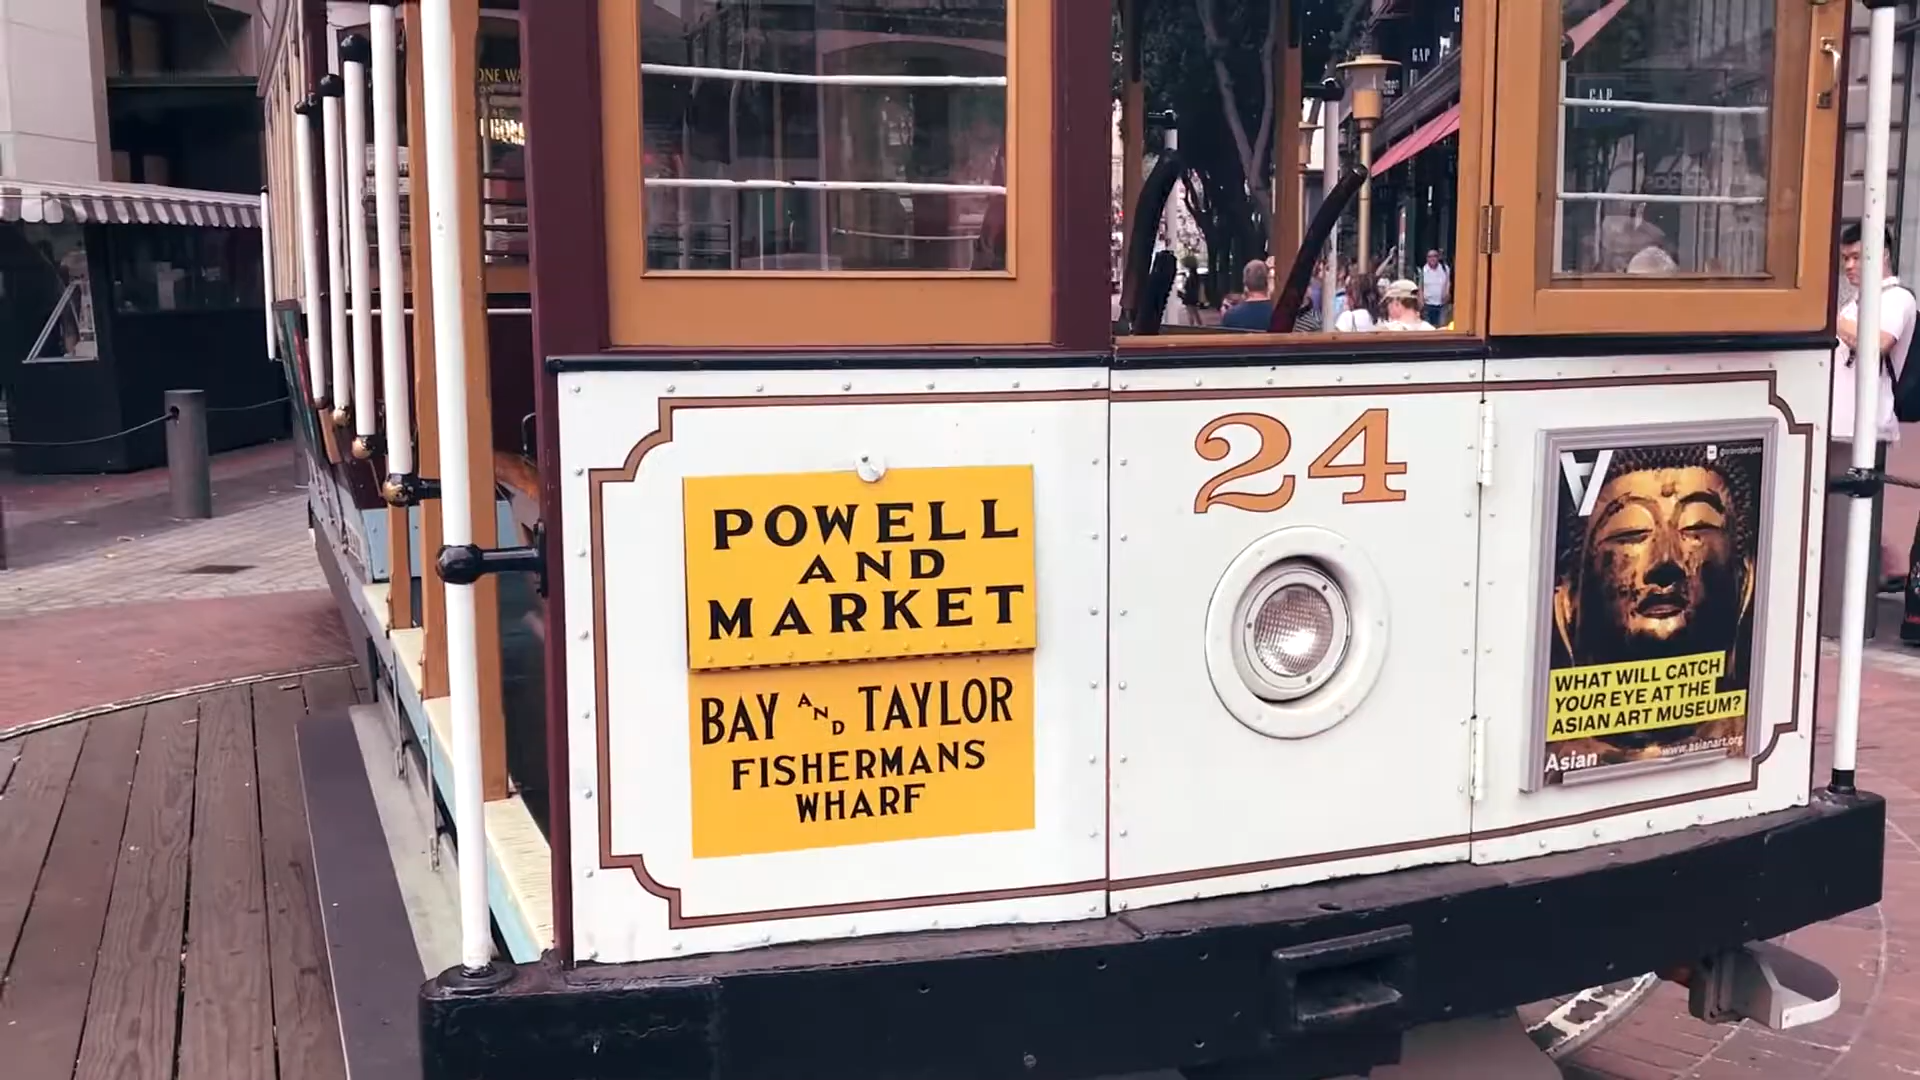 GAP
GAP
POWELL
AND
MARKET
BAY AND TAYLOR
FISHERMANS
WHARF
24
WHAT WILL CATCH
YOUR EYE AT THE
ASIAN ART MUSEUM?
Asian
www.asianart.org